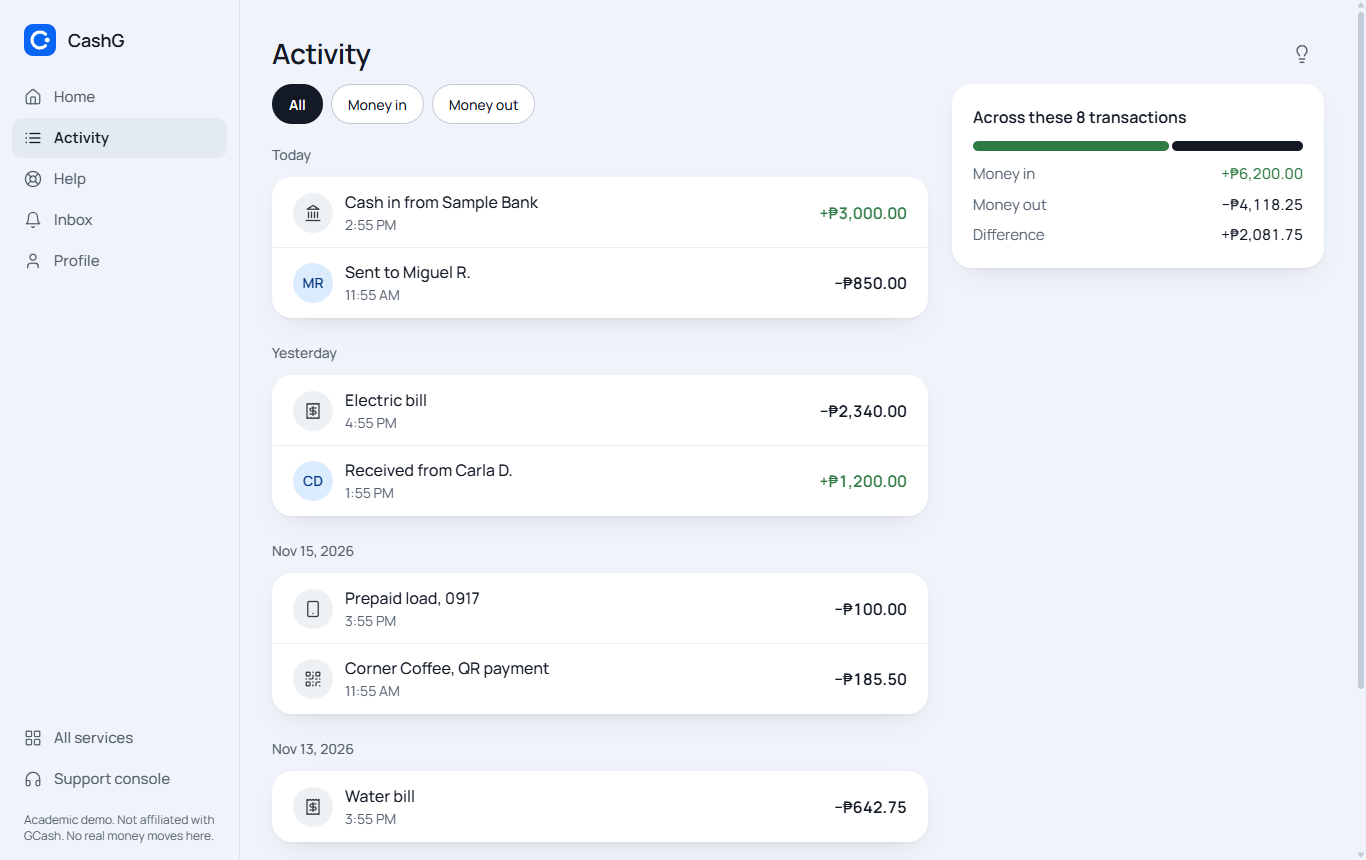 CashG
Home
Activity
Help
Inbox
Profile
All services
Support console
Academic demo. Not affiliated with
GCash. No real money moves here.
Activity
All
Money in
Money out
Today
Cash in from Sample Bank
2:55 PM
+₱3,000.00
MR
Sent to Miguel R.
11:55 AM
−₱850.00
Yesterday
Electric bill
4:55 PM
−₱2,340.00
CD
Received from Carla D.
1:55 PM
+₱1,200.00
Nov 15, 2026
Prepaid load, 0917
3:55 PM
−₱100.00
Corner Coffee, QR payment
11:55 AM
−₱185.50
Nov 13, 2026
Water bill
3:55 PM
−₱642.75
Across these 8 transactions
Money in +₱6,200.00
Money out −₱4,118.25
Difference +₱2,081.75